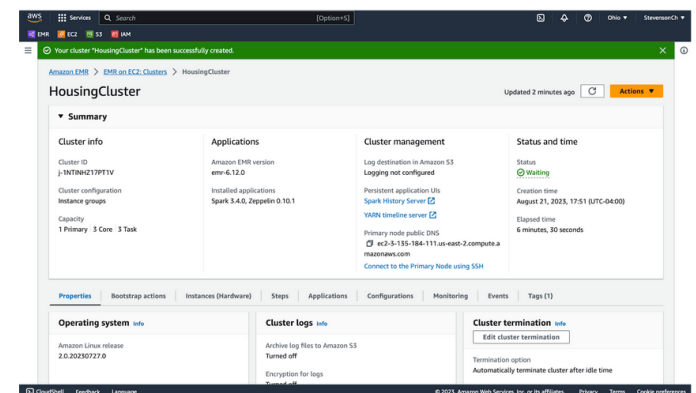 aws Services Search [Option+S] Ohio ▼ StevensonCh ▼
EMR EC2 S3 IAM
Your cluster "HousingCluster" has been successfully created.
Amazon EMR > EMR on EC2: Clusters > HousingCluster
HousingCluster
Updated 2 minutes ago
Actions ▼
▼ Summary
Cluster info
Cluster ID
j-1NTINHZ17PT1V
Cluster configuration
Instance groups
Capacity
1 Primary 3 Core 3 Task
Applications
Amazon EMR version
emr-6.12.0
Installed applications
Spark 3.4.0, Zeppelin 0.10.1
Cluster management
Log destination in Amazon S3
Logging not configured
Persistent application UIs
Spark History Server
YARN timeline server
Primary node public DNS
ec2-3-135-184-111.us-east-2.compute.a
mazonaws.com
Connect to the Primary Node using SSH
Status and time
Status
Waiting
Creation time
August 21, 2023, 17:51 (UTC-04:00)
Elapsed time
6 minutes, 30 seconds
Properties Bootstrap actions Instances (Hardware) Steps Applications Configurations Monitoring Events Tags (1)
Operating system Info
Amazon Linux release
2.0.20230727.0
Cluster logs Info
Archive log files to Amazon S3
Turned off
Encryption for logs
Turned off
Cluster termination Info
Edit cluster termination
Termination option
Automatically terminate cluster after idle time
CloudShell Feedback Language © 2023, Amazon Web Services, Inc. or its affiliates. Privacy Terms Cookie preferences